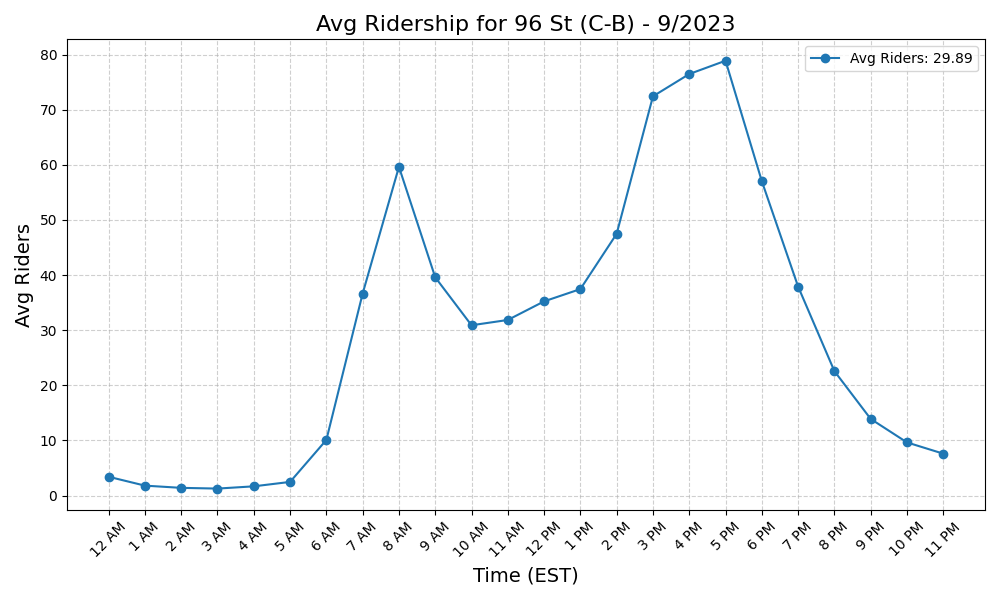 Avg Ridership for 96 St (C-B) - 9/2023
Avg Riders: 29.89
Avg Riders
80
70
60
50
40
30
20
10
0
12 AM
1 AM
2 AM
3 AM
4 AM
5 AM
6 AM
7 AM
8 AM
9 AM
10 AM
11 AM
12 PM
1 PM
2 PM
3 PM
4 PM
5 PM
6 PM
7 PM
8 PM
9 PM
10 PM
11 PM
Time (EST)